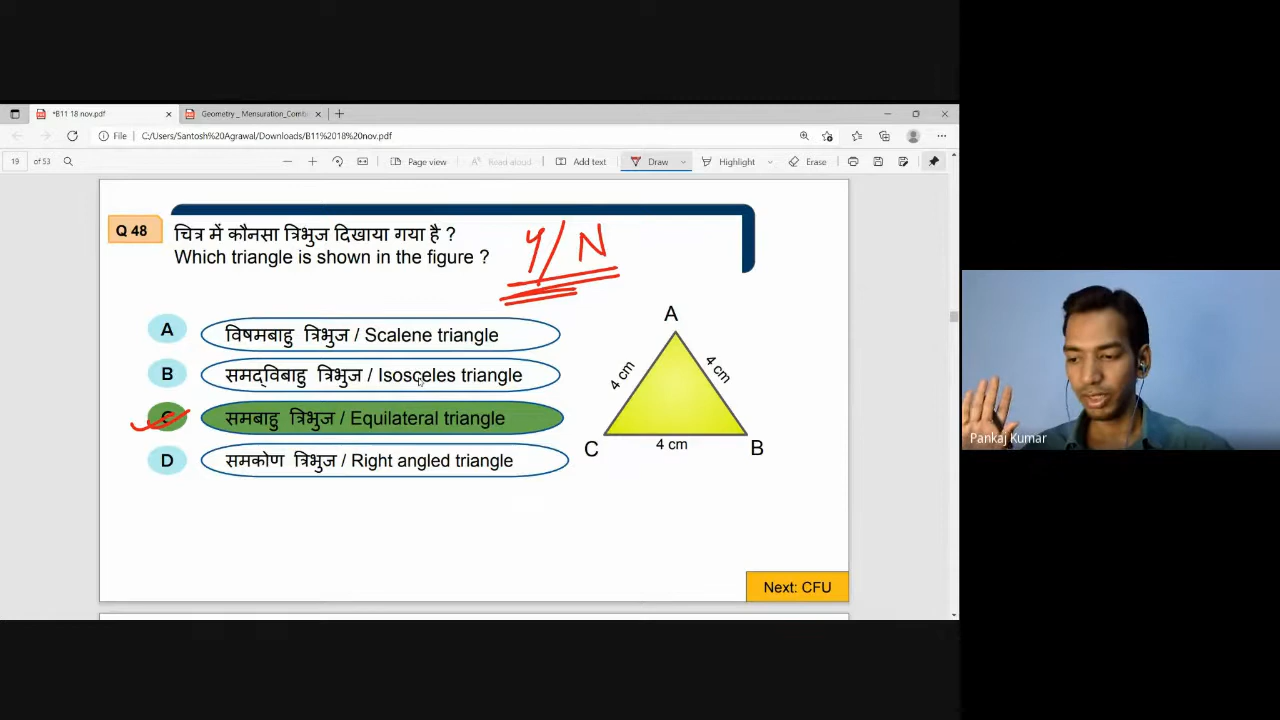 *B11 18 nov.pdf
Geometry _ Mensuration_Combi
File
C:/Users/Santosh%20Agrawal/Downloads/B11%2018%20nov.pdf
19 of 53
Page view
Read aloud
Add text
Draw
Highlight
Erase
Q 48
चित्र में कौनसा त्रिभुज दिखाया गया है ?
Which triangle is shown in the figure ?
Y/N
A
विषमबाहु त्रिभुज / Scalene triangle
B
समद्विबाहु त्रिभुज / Isosceles triangle
C
समबाहु त्रिभुज / Equilateral triangle
D
समकोण त्रिभुज / Right angled triangle
A
4 cm
4 cm
C
4 cm
B
Next: CFU
Pankaj Kumar